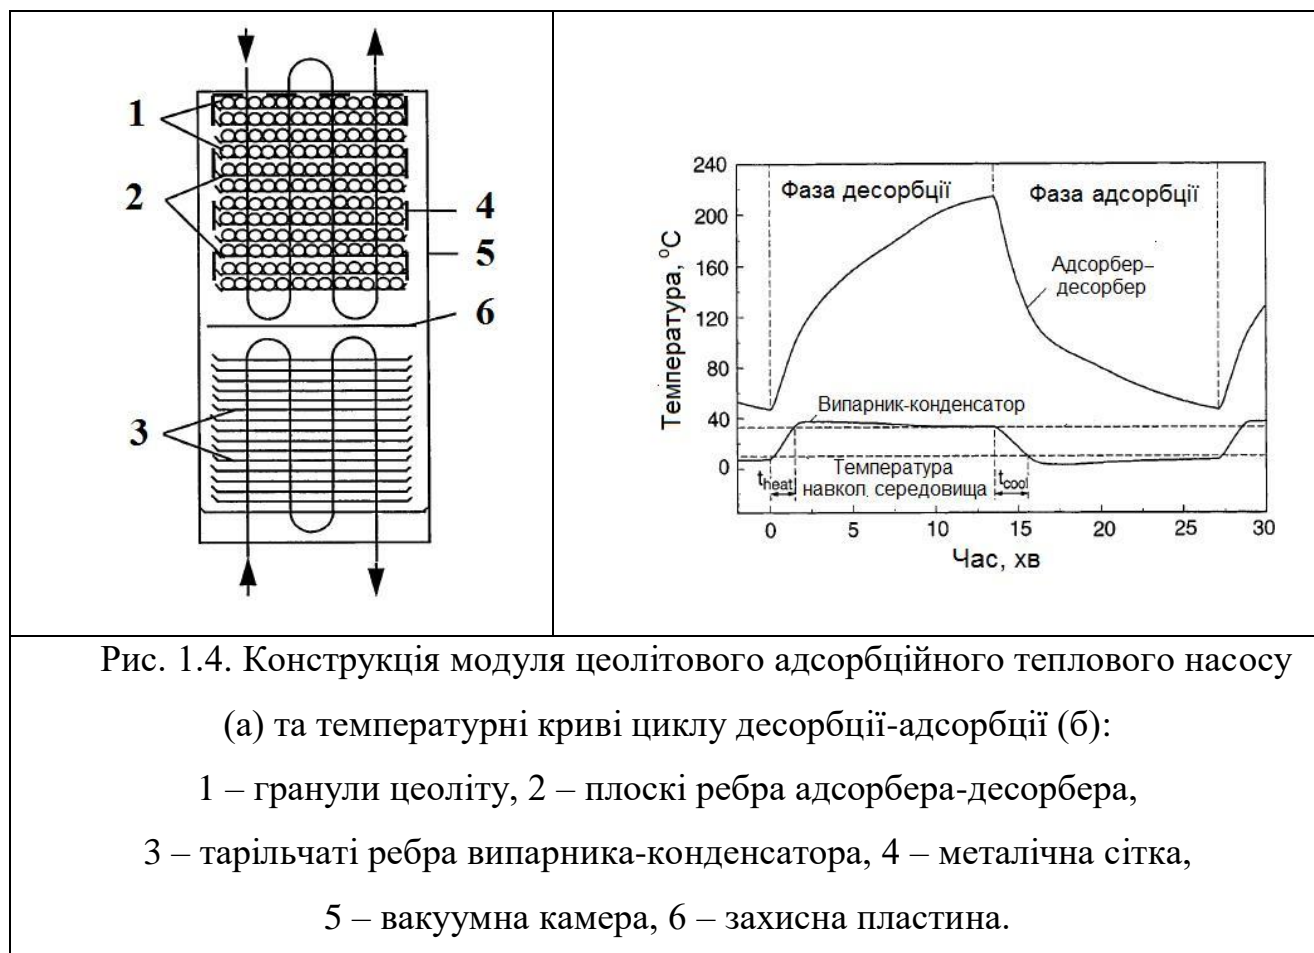 1
2
3
4
5
6
240
200
160
120
80
40
0
Температура, °C
Фаза десорбції
Фаза адсорбції
Адсорбер–
десорбер
Випарник-конденсатор
Температура
навкол. середовища
t heat
t cool
0 5 10 15 20 25 30
Час, хв
Рис. 1.4. Конструкція модуля цеолітового адсорбційного теплового насосу
(а) та температурні криві циклу десорбції-адсорбції (б):
1 – гранули цеоліту, 2 – плоскі ребра адсорбера-десорбера,
3 – тарільчаті ребра випарника-конденсатора, 4 – металічна сітка,
5 – вакуумна камера, 6 – захисна пластина.